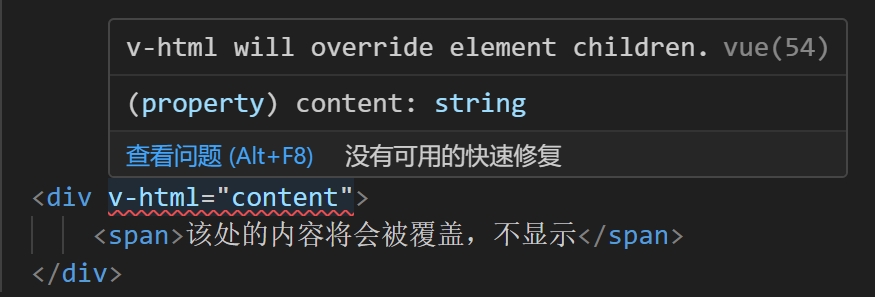 v-html will override element children. vue(54)
(property) content: string
查看问题 (Alt+F8) 没有可用的快速修复
<div v-html="content">
<span>该处的内容将会被覆盖，不显示</span>
</div>